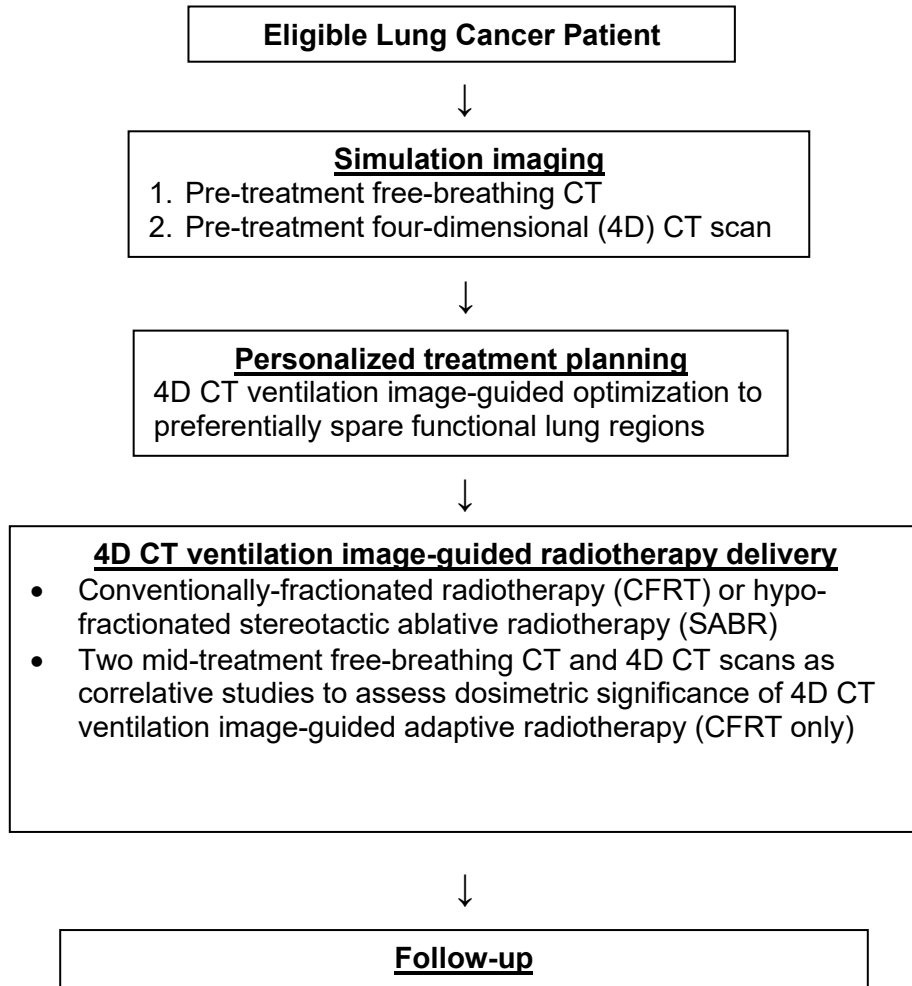 Eligible Lung Cancer Patient
↓
Simulation imaging
1. Pre-treatment free-breathing CT
2. Pre-treatment four-dimensional (4D) CT scan
↓
Personalized treatment planning
4D CT ventilation image-guided optimization to
preferentially spare functional lung regions
↓
4D CT ventilation image-guided radiotherapy delivery
• Conventionally-fractionated radiotherapy (CFRT) or hypo-
fractionated stereotactic ablative radiotherapy (SABR)
• Two mid-treatment free-breathing CT and 4D CT scans as
correlative studies to assess dosimetric significance of 4D CT
ventilation image-guided adaptive radiotherapy (CFRT only)
↓
Follow-up